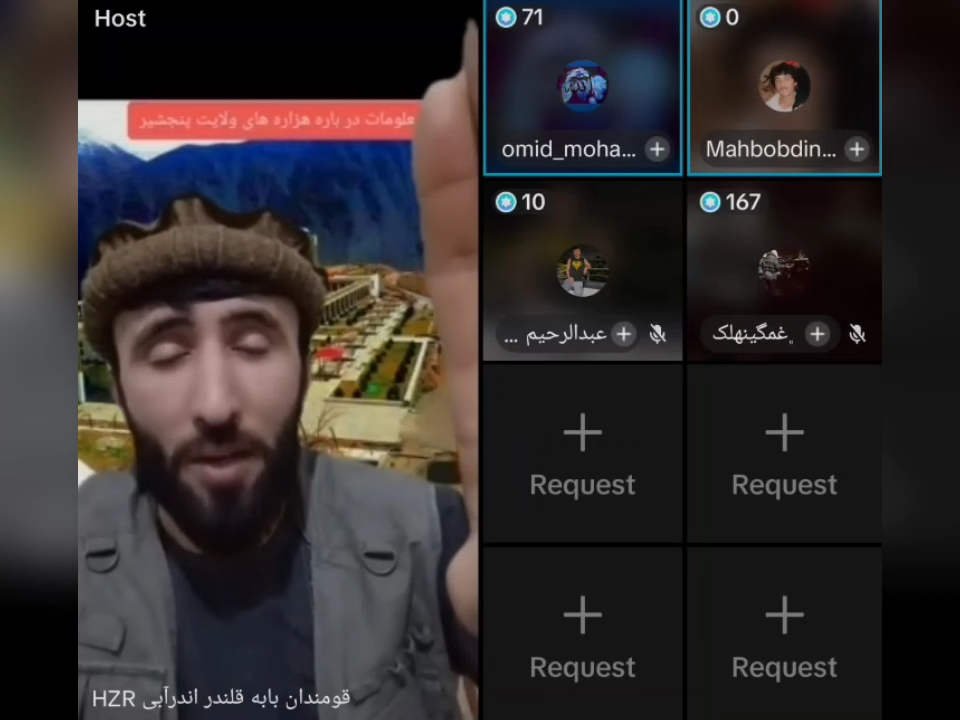 Host
معلومات در باره هزاره های ولایت پنجشیر
HZR قومندان بابه قلندر اندرآبی
71
omid_moha...
0
Mahbobdin...
10
عبدالرحیم ...
167
غمگینهلک
Request
Request
Request
Request